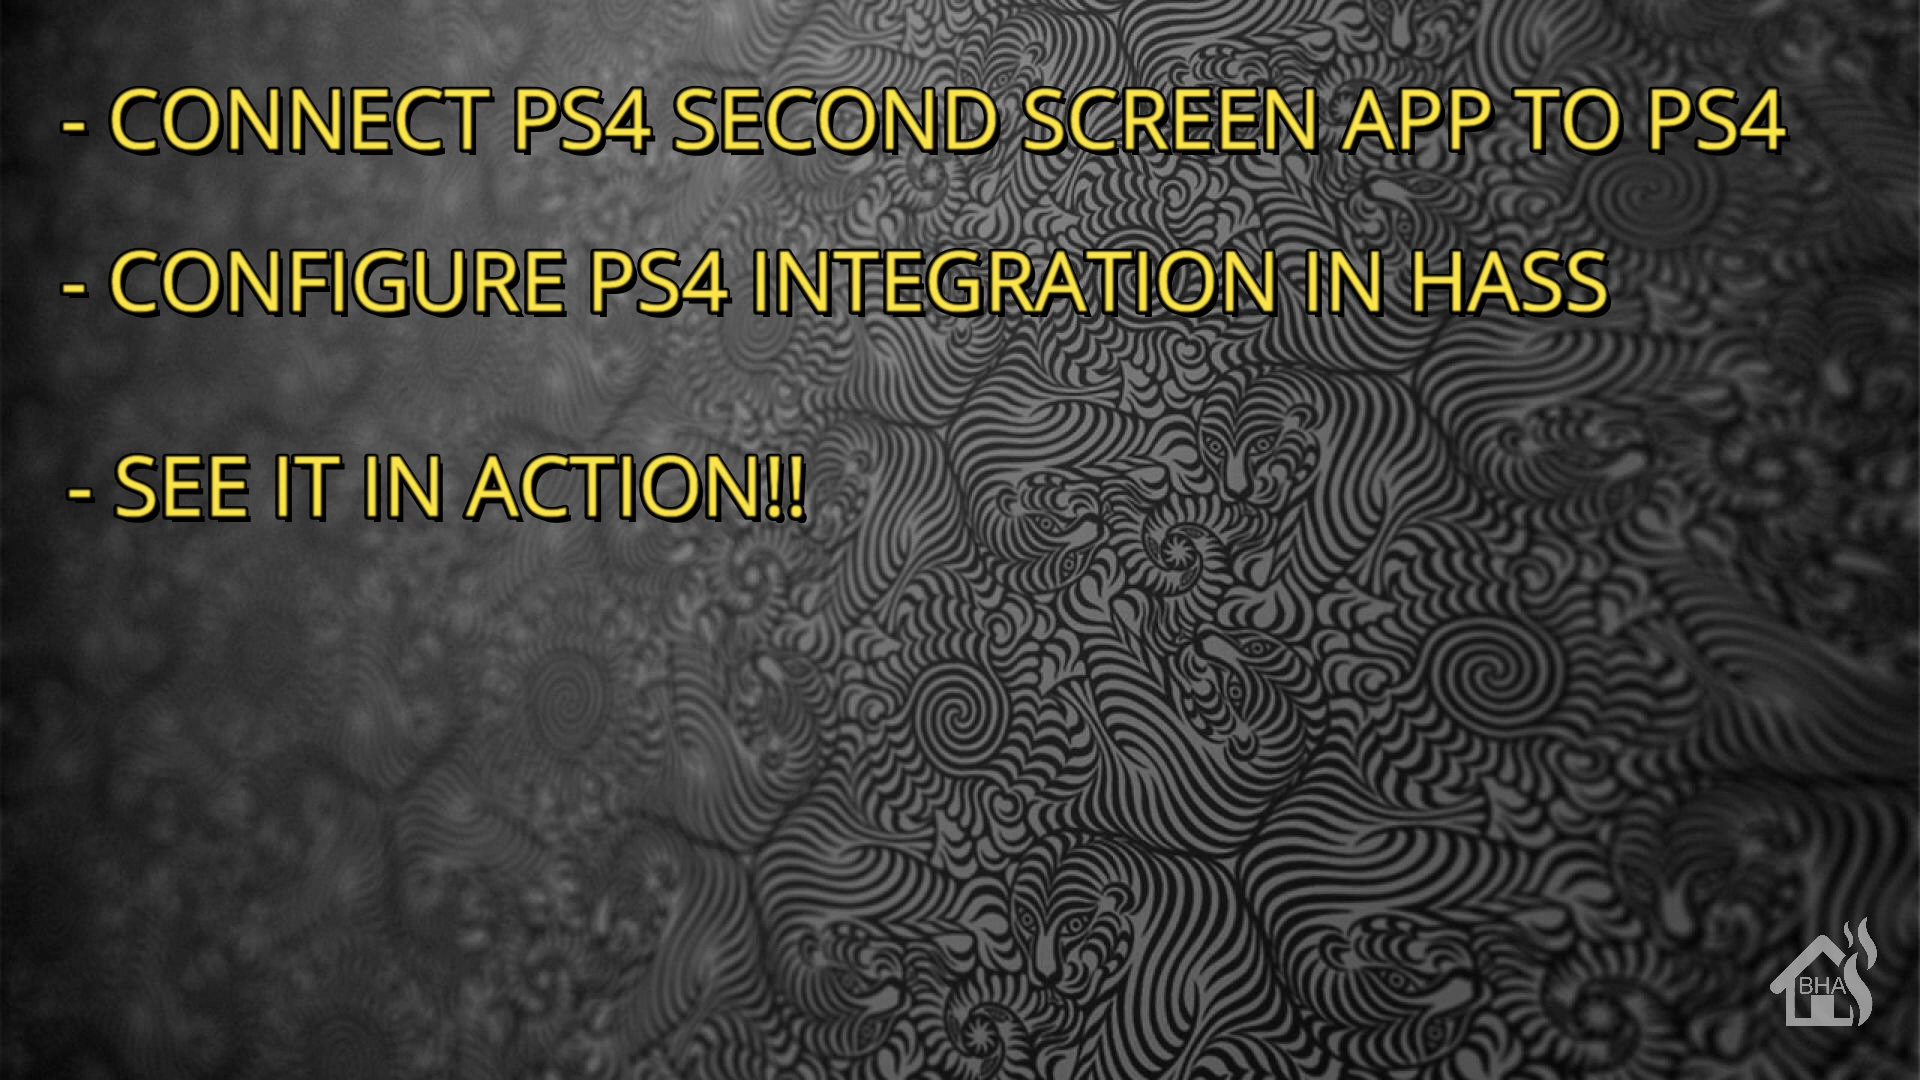 - CONNECT PS4 SECOND SCREEN APP TO PS4
- CONFIGURE PS4 INTEGRATION IN HASS
- SEE IT IN ACTION!!
BHA